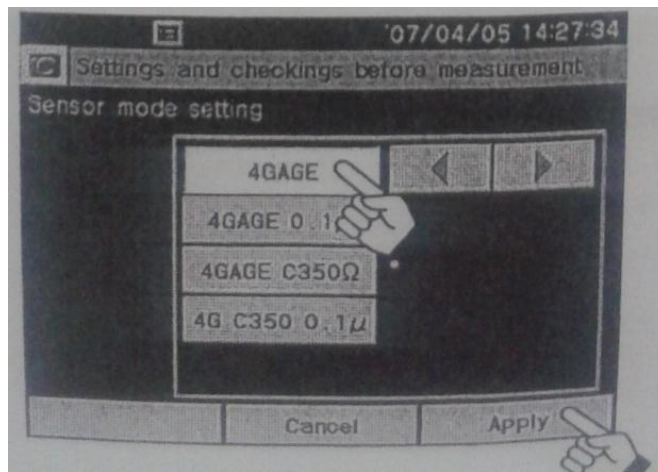 '07/04/05 14:27:34
C Settings and checkings before measurement
Sensor mode setting
4GAGE
4GAGE 0.1
4GAGE C350Ω
4G C350 0.1μ
Cancel
Apply